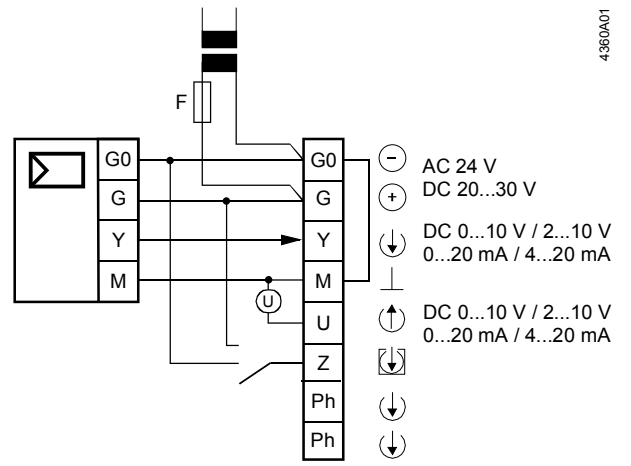 4360A01
F
G0
G
Y
M
G0
G
Y
M
U
Z
Ph
Ph
U
AC 24 V
DC 20...30 V
DC 0...10 V / 2...10 V
0...20 mA / 4...20 mA
DC 0...10 V / 2...10 V
0...20 mA / 4...20 mA